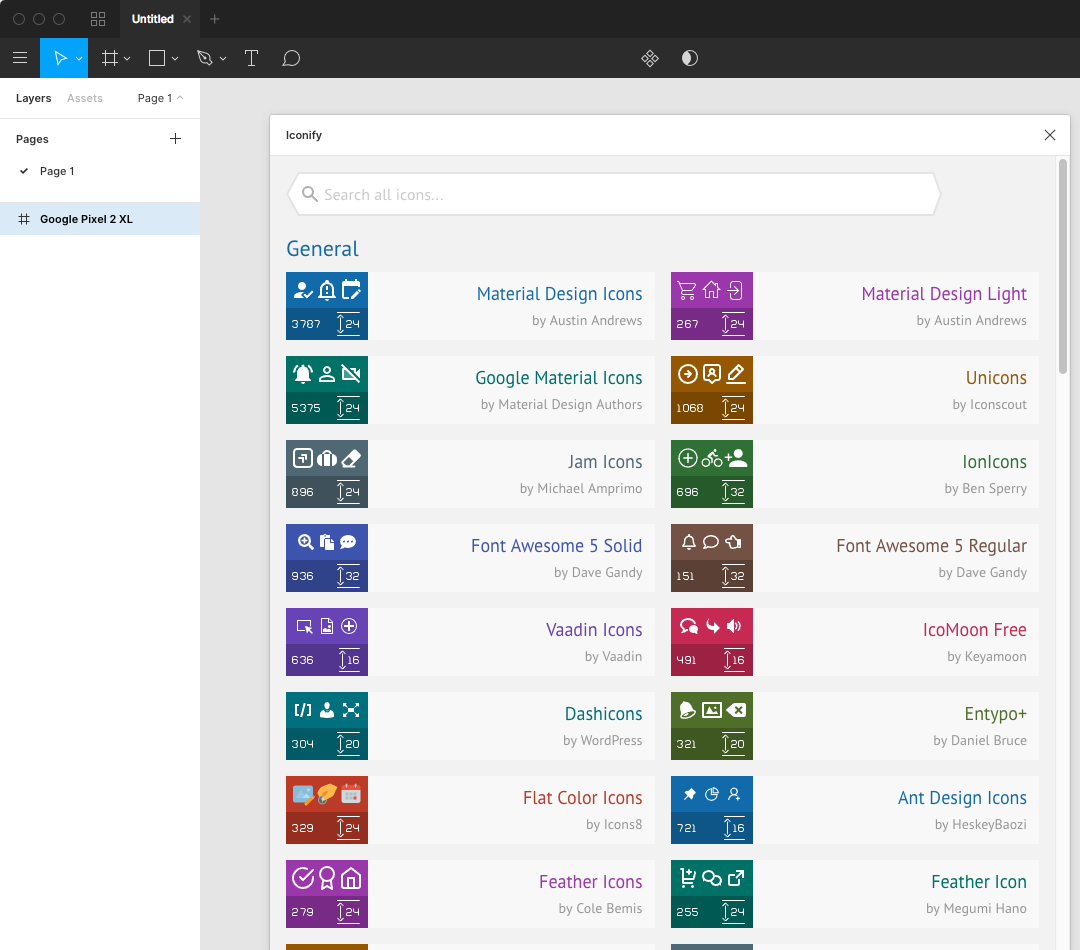 Untitled
Layers Assets Page 1
Pages
Page 1
Google Pixel 2 XL
Iconify
Search all icons...
General
Material Design Icons
by Austin Andrews
3787 24
Material Design Light
by Austin Andrews
267 24
Google Material Icons
by Material Design Authors
5375 24
Unicons
by Iconscout
1068 24
Jam Icons
by Michael Amprimo
896 24
IonIcons
by Ben Sperry
696 32
Font Awesome 5 Solid
by Dave Gandy
936 32
Font Awesome 5 Regular
by Dave Gandy
151 32
Vaadin Icons
by Vaadin
636 16
IcoMoon Free
by Keyamoon
491 16
Dashicons
by WordPress
304 20
Entypo+
by Daniel Bruce
321 20
Flat Color Icons
by Icons8
329 24
Ant Design Icons
by HeskeyBaozi
721 16
Feather Icons
by Cole Bemis
279 24
Feather Icon
by Megumi Hano
255 24